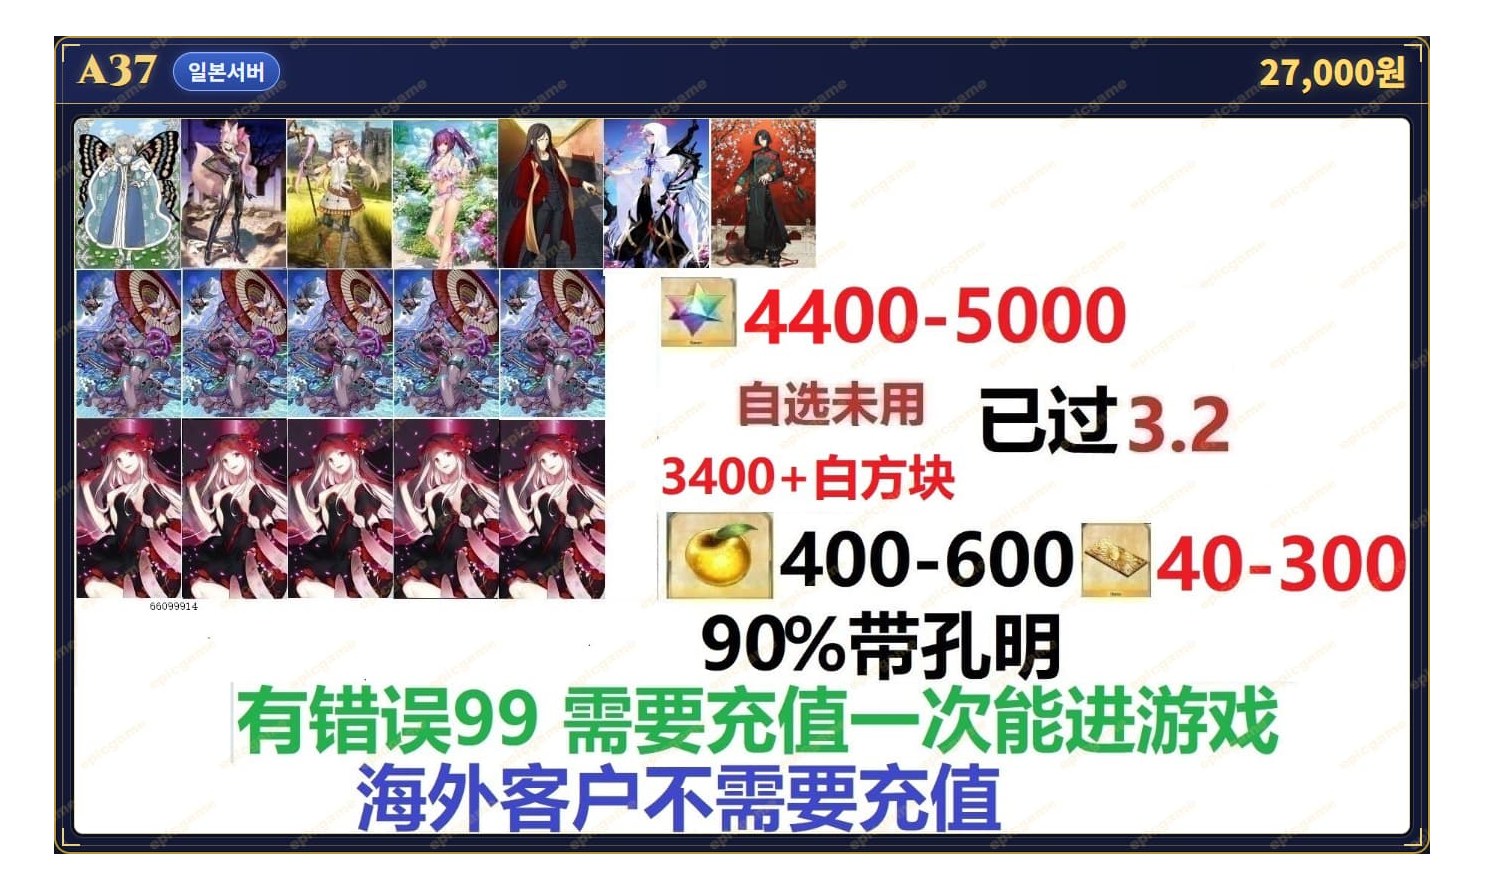 A37 일본서버 27,000원
4400-5000
自选未用 已过3.2
3400+白方块
400-600 40-300
66099914
90%带孔明
有错误99 需要充值一次能进游戏
海外客户不需要充值
epicgame